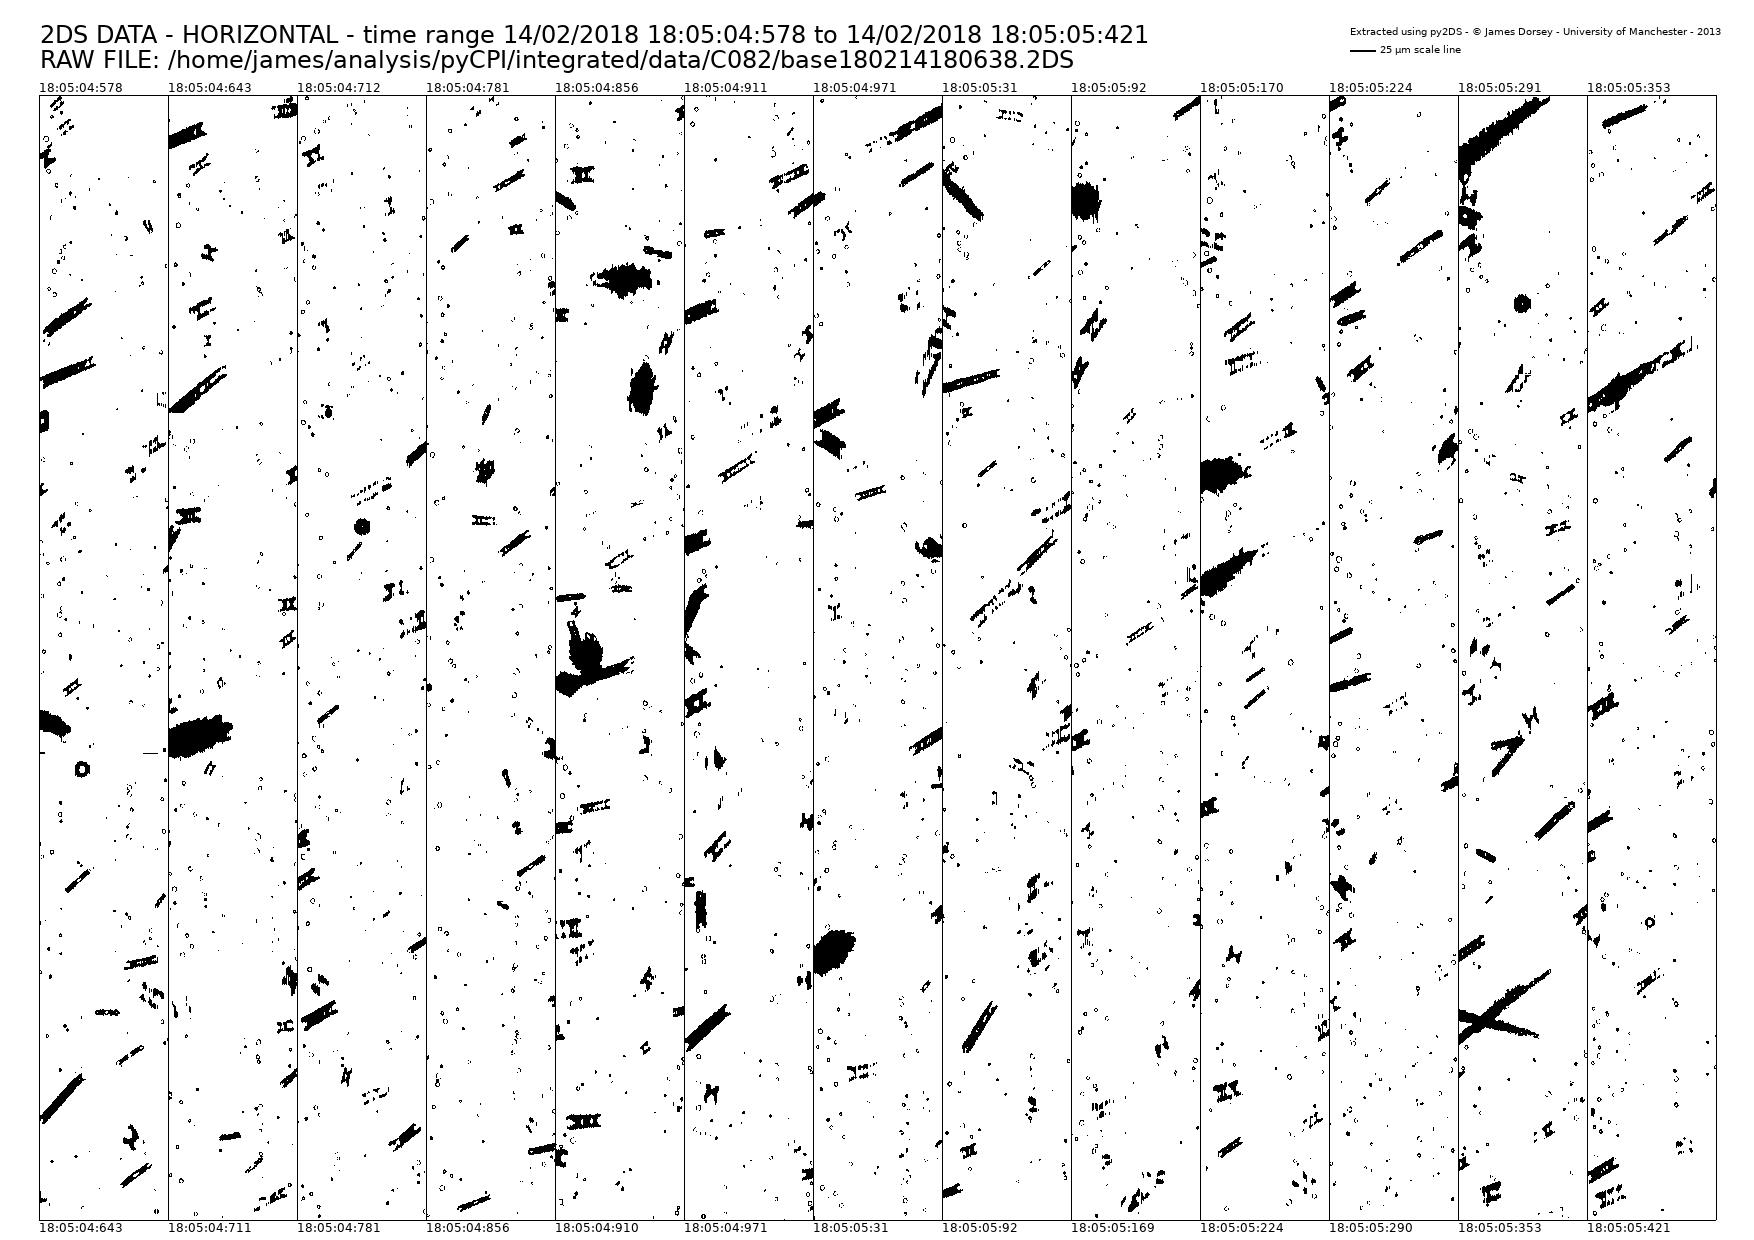 2DS DATA - HORIZONTAL - time range 14/02/2018 18:05:04:578 to 14/02/2018 18:05:05:421
RAW FILE: /home/james/analysis/pyCPI/integrated/data/C082/base180214180638.2DS
Extracted using py2DS - © James Dorsey - University of Manchester - 2013
25 µm scale line
18:05:04:578 18:05:04:643 18:05:04:712 18:05:04:781 18:05:04:856 18:05:04:911 18:05:04:971 18:05:05:31 18:05:05:92 18:05:05:170 18:05:05:224 18:05:05:291 18:05:05:353
18:05:04:643 18:05:04:711 18:05:04:781 18:05:04:856 18:05:04:910 18:05:04:971 18:05:05:31 18:05:05:92 18:05:05:169 18:05:05:224 18:05:05:290 18:05:05:353 18:05:05:421